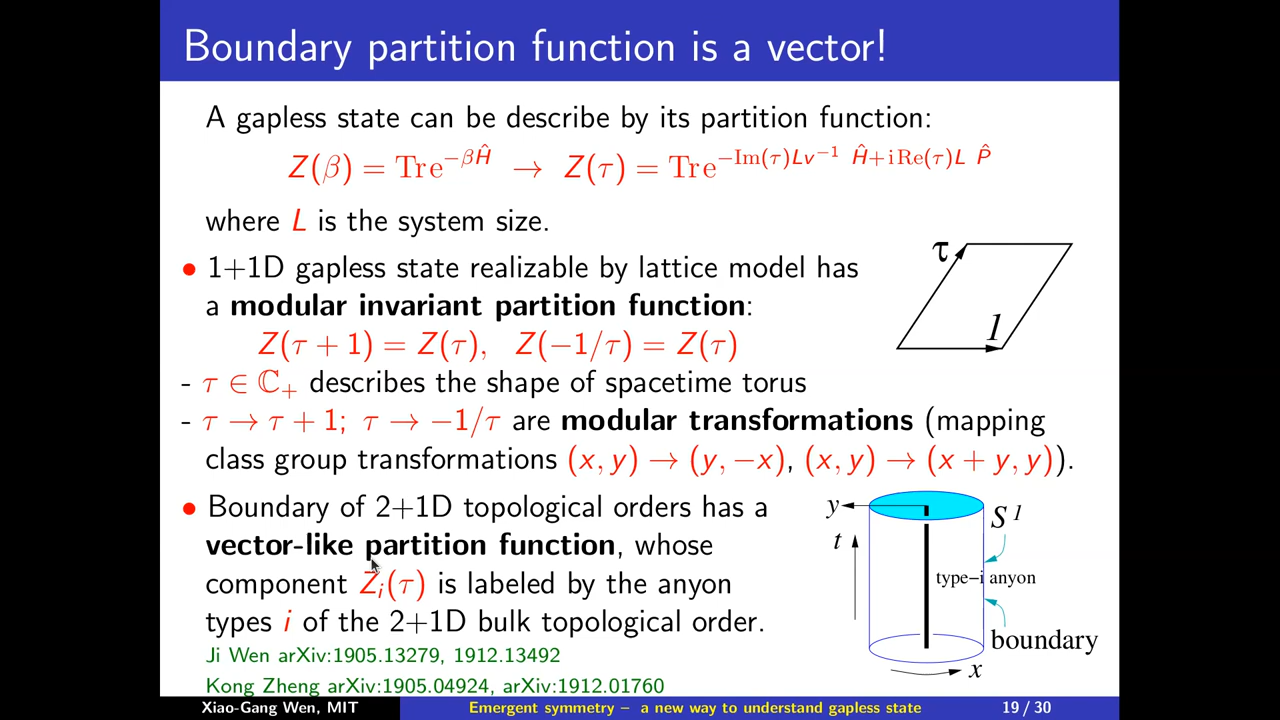 Boundary partition function is a vector!
A gapless state can be describe by its partition function:
Z(β) = Tr e^{−βĤ} → Z(τ) = Tr e^{−Im(τ)Lv^{−1} Ĥ+i Re(τ)L P̂}
where L is the system size.
• 1+1D gapless state realizable by lattice model has
a modular invariant partition function:
Z(τ + 1) = Z(τ), Z(−1/τ) = Z(τ)
τ
1
- τ ∈ ℂ₊ describes the shape of spacetime torus
- τ → τ + 1; τ → −1/τ are modular transformations (mapping
class group transformations (x, y) → (y, −x), (x, y) → (x + y, y)).
• Boundary of 2+1D topological orders has a
vector-like partition function, whose
component Z_i(τ) is labeled by the anyon
types i of the 2+1D bulk topological order.
y
S^1
t
type−i anyon
boundary
x
Ji Wen arXiv:1905.13279, 1912.13492
Kong Zheng arXiv:1905.04924, arXiv:1912.01760
Xiao-Gang Wen, MIT
Emergent symmetry – a new way to understand gapless state
19 / 30